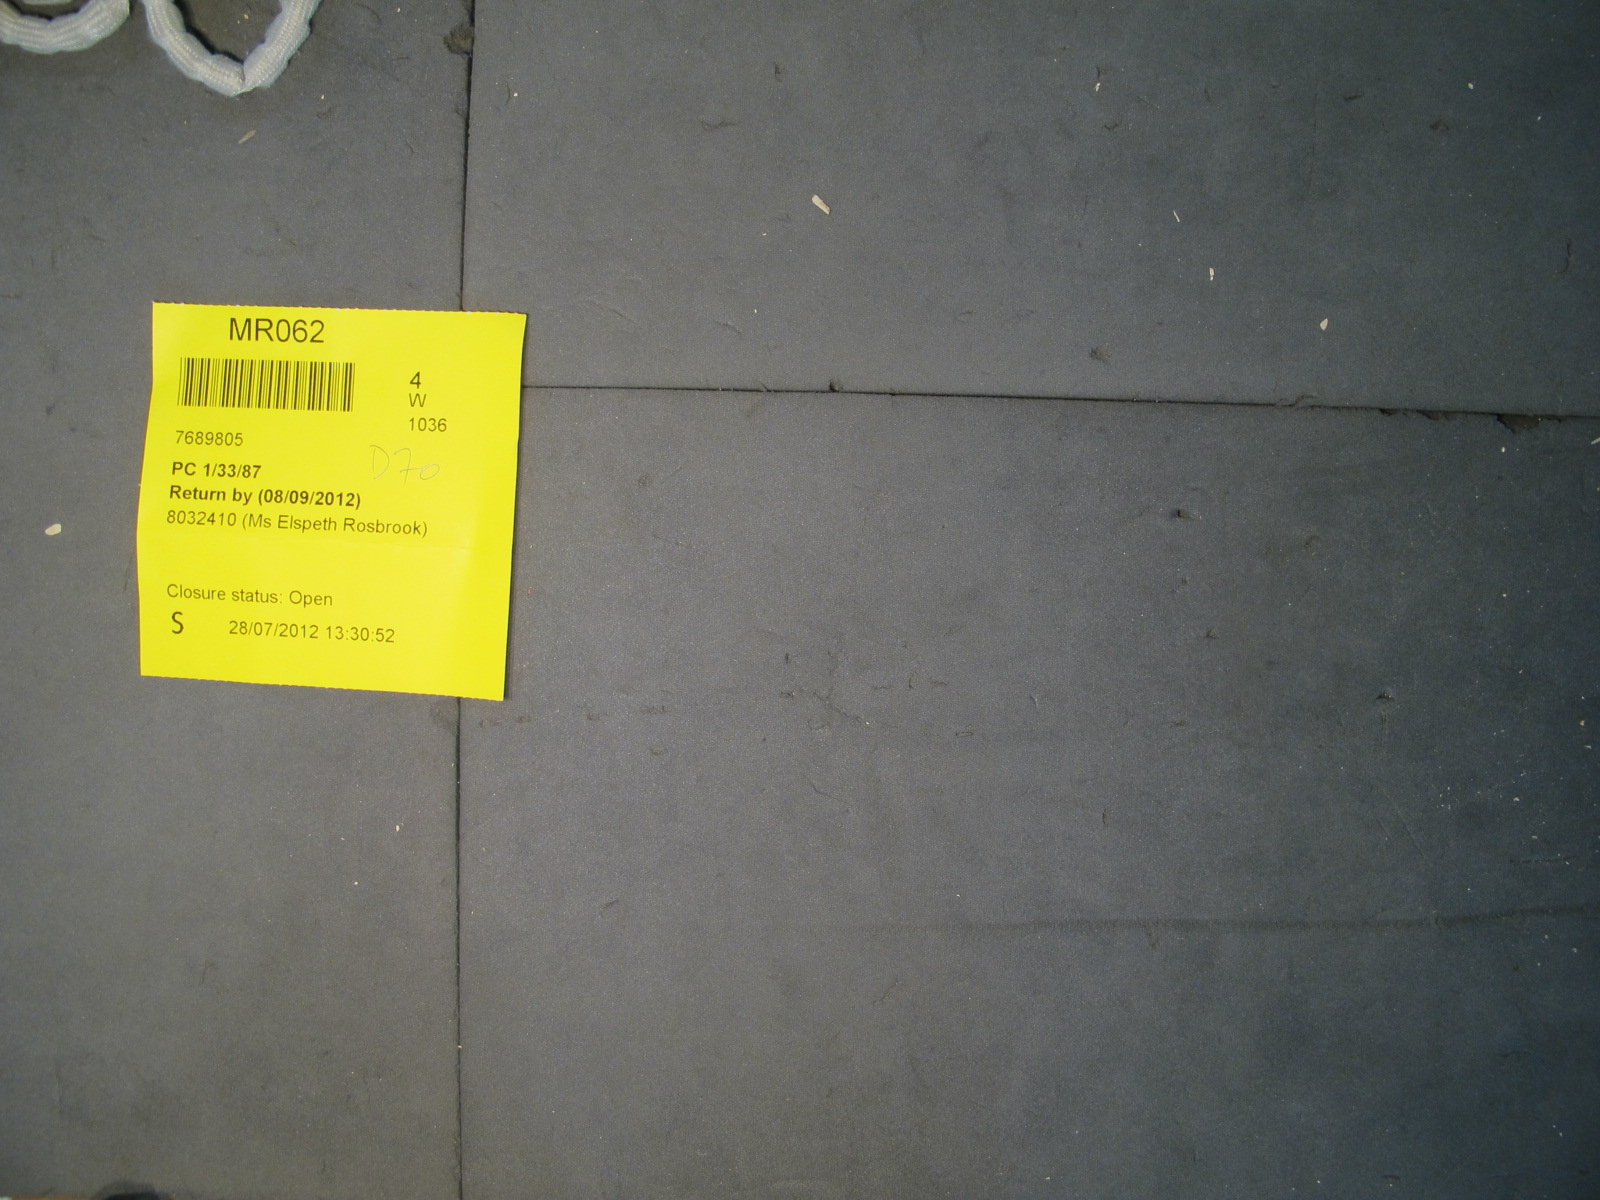 MR062
4
W
1036
7689805
D70
PC 1/33/87
Return by (08/09/2012)
8032410 (Ms Elspeth Rosbrook)
Closure status: Open
S 28/07/2012 13:30:52